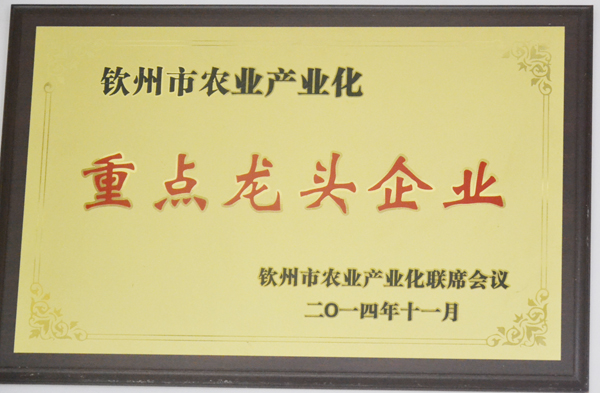 钦州市农业产业化
重点龙头企业
钦州市农业产业化联席会议
二〇一四年十一月